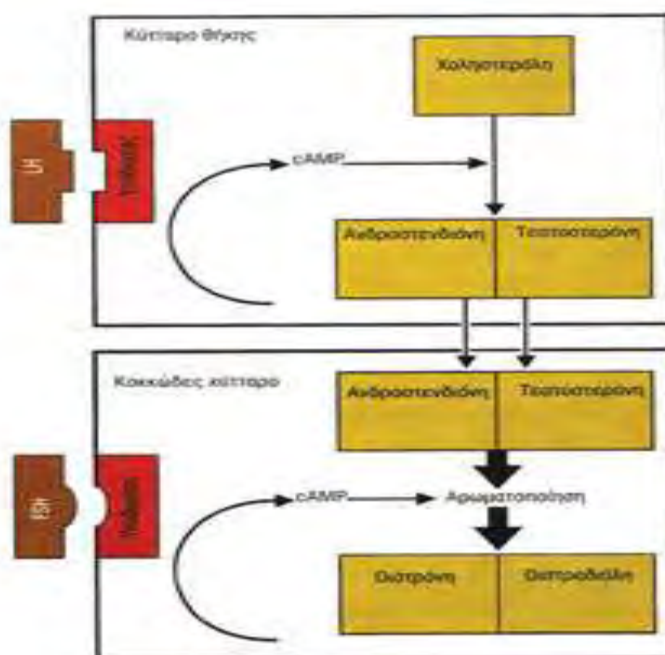 Κύτταρο θήκης
Χοληστερόλη
LH
cAMP
Ανδροστενδιόνη Τεστοστερόνη
Κοκκώδες κύτταρο
Ανδροστενδιόνη Τεστοστερόνη
FSH
cAMP
Αρωματοποίηση
Οιστρόνη Οιστραδιόλη